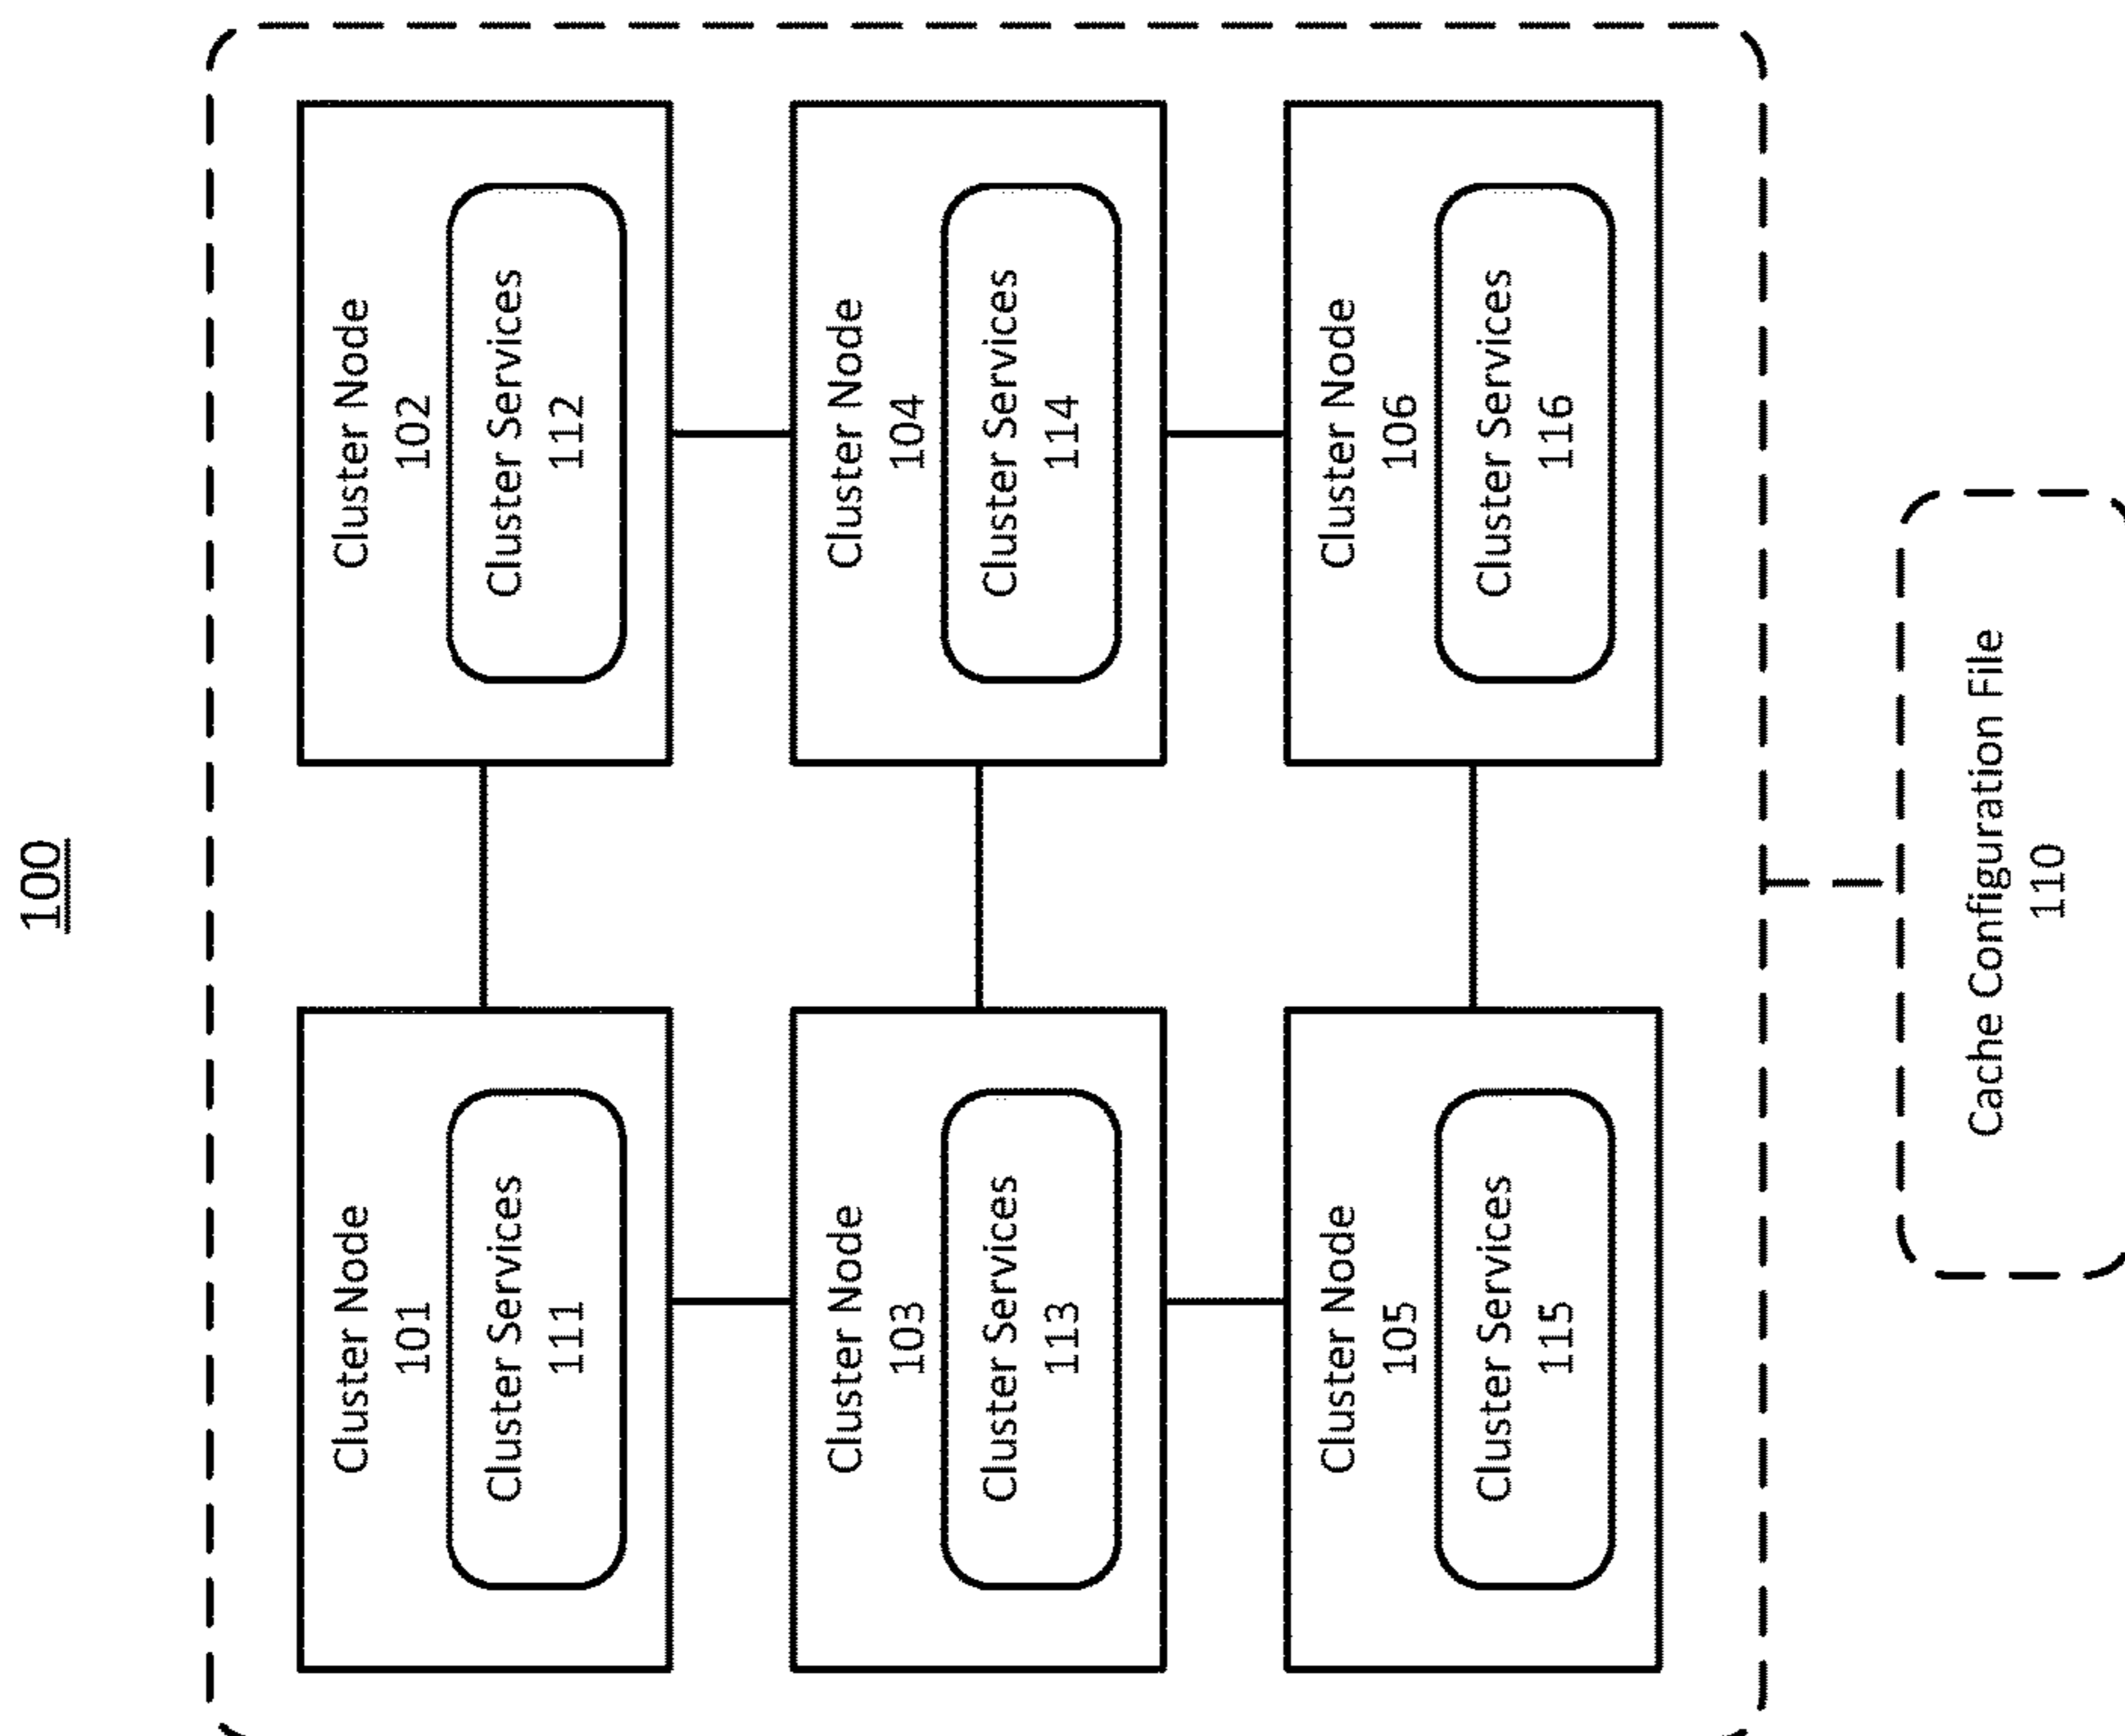 100
Cluster Node
101
Cluster Services
111
Cluster Node
102
Cluster Services
112
Cluster Node
103
Cluster Services
113
Cluster Node
104
Cluster Services
114
Cluster Node
105
Cluster Services
115
Cluster Node
106
Cluster Services
116
Cache Configuration File
110